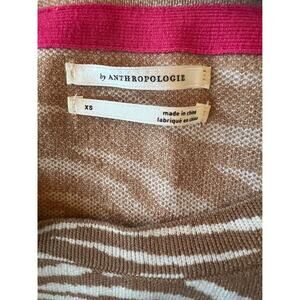 by ANTHROPOLOGIE
XS
made in china
fabriqué en chine